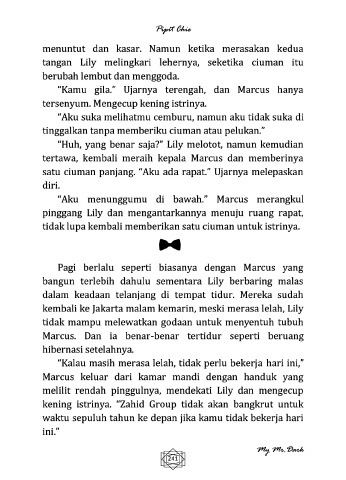 Pipit Chie
menuntut dan kasar. Namun ketika merasakan kedua
tangan Lily melingkari lehernya, seketika ciuman itu
berubah lembut dan menggoda.
“Kamu gila.” Ujarnya terengah, dan Marcus hanya
tersenyum. Mengecup kening istrinya.
“Aku suka melihatmu cemburu, namun aku tidak suka di
tinggalkan tanpa memberiku ciuman atau pelukan.”
“Huh, yang benar saja?” Lily melotot, namun kemudian
tertawa, kembali meraih kepala Marcus dan memberinya
satu ciuman panjang. “Aku ada rapat.” Ujarnya melepaskan
diri.
“Aku menunggumu di bawah.” Marcus merangkul
pinggang Lily dan mengantarkannya menuju ruang rapat,
tidak lupa kembali memberikan satu ciuman untuk istrinya.
Pagi berlalu seperti biasanya dengan Marcus yang
bangun terlebih dahulu sementara Lily berbaring malas
dalam keadaan telanjang di tempat tidur. Mereka sudah
kembali ke Jakarta malam kemarin, meski merasa lelah, Lily
tidak mampu melewatkan godaan untuk menyentuh tubuh
Marcus. Dan ia benar-benar tertidur seperti beruang
hibernasi setelahnya.
“Kalau masih merasa lelah, tidak perlu bekerja hari ini,”
Marcus keluar dari kamar mandi dengan handuk yang
melilit rendah pinggulnya, mendekati Lily dan mengecup
kening istrinya. “Zahid Group tidak akan bangkrut untuk
waktu sepuluh tahun ke depan jika kamu tidak bekerja hari
ini.”
241
My Mr. Dark